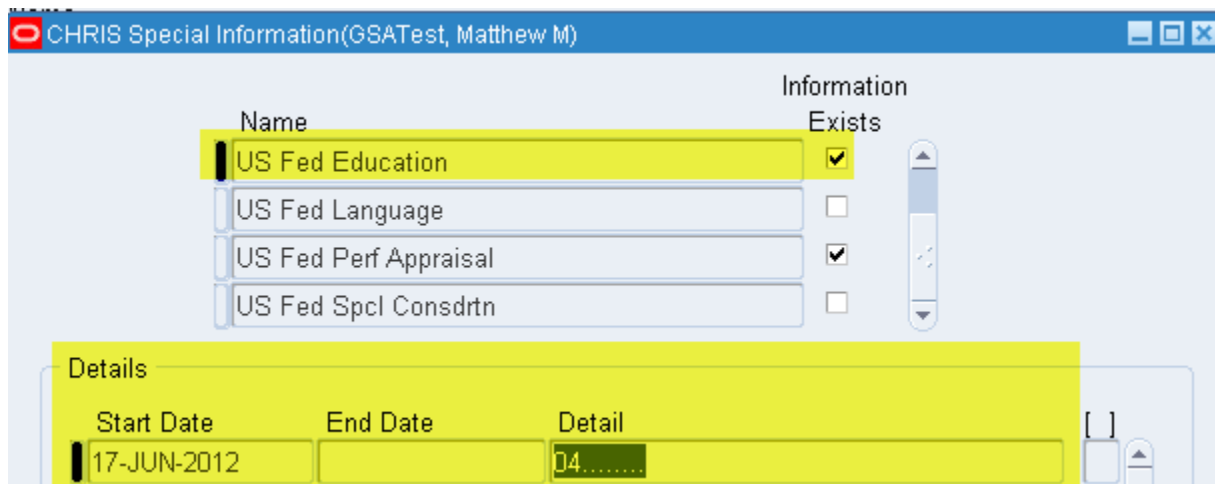 CHRIS Special Information(GSATest, Matthew M)
Information
Name Exists
US Fed Education
US Fed Language
US Fed Perf Appraisal
US Fed Spcl Consdrtn
Details
Start Date End Date Detail [ ]
17-JUN-2012 04........